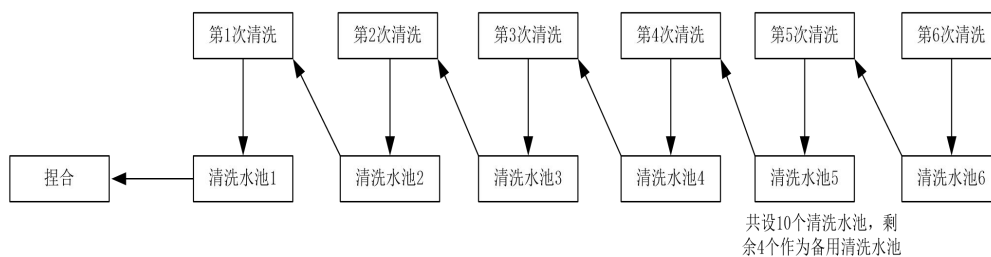 第1次清洗
第2次清洗
第3次清洗
第4次清洗
第5次清洗
第6次清洗
捏合
清洗水池1
清洗水池2
清洗水池3
清洗水池4
清洗水池5
清洗水池6
共设10个清洗水池，剩
余4个作为备用清洗水池